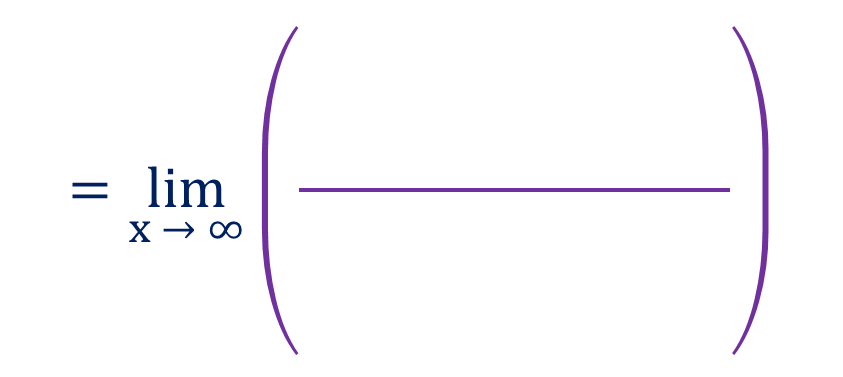 = lim
x → ∞